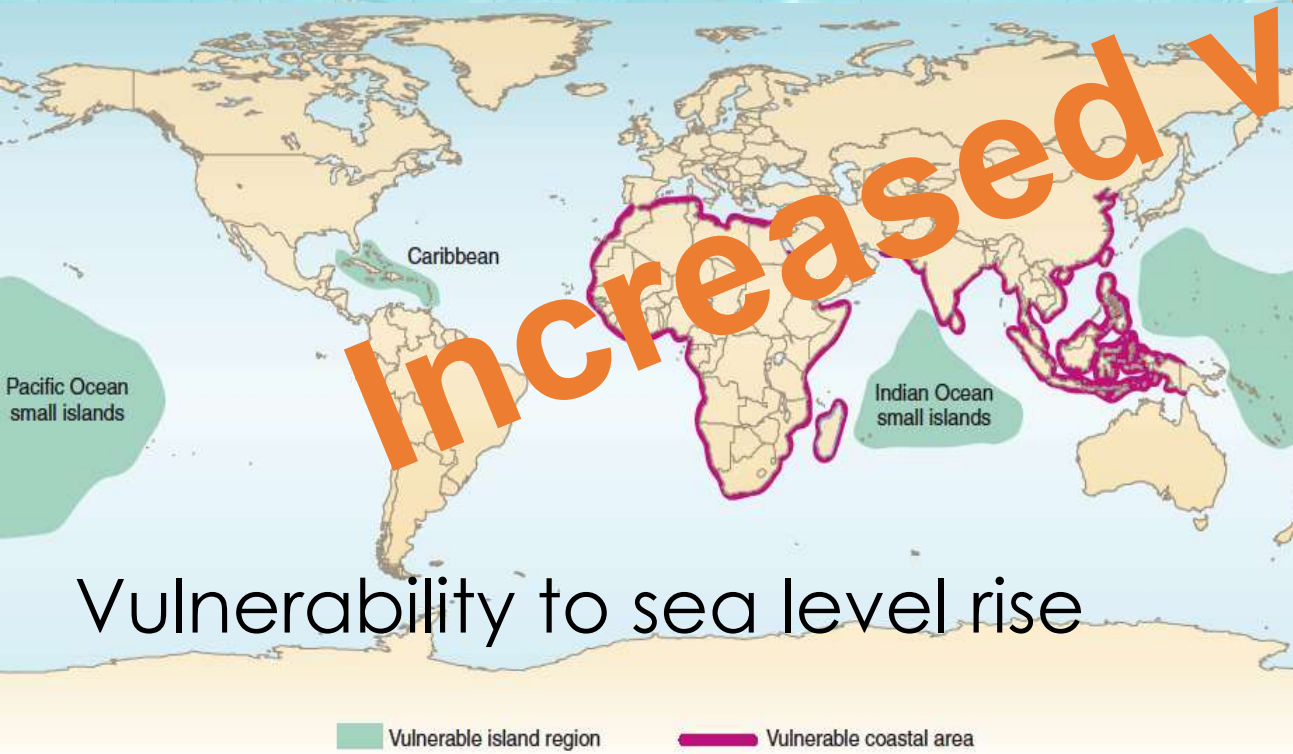 Increased v
Caribbean
Pacific Ocean
small islands
Indian Ocean
small islands
Vulnerability to sea level rise
Vulnerable island region
Vulnerable coastal area